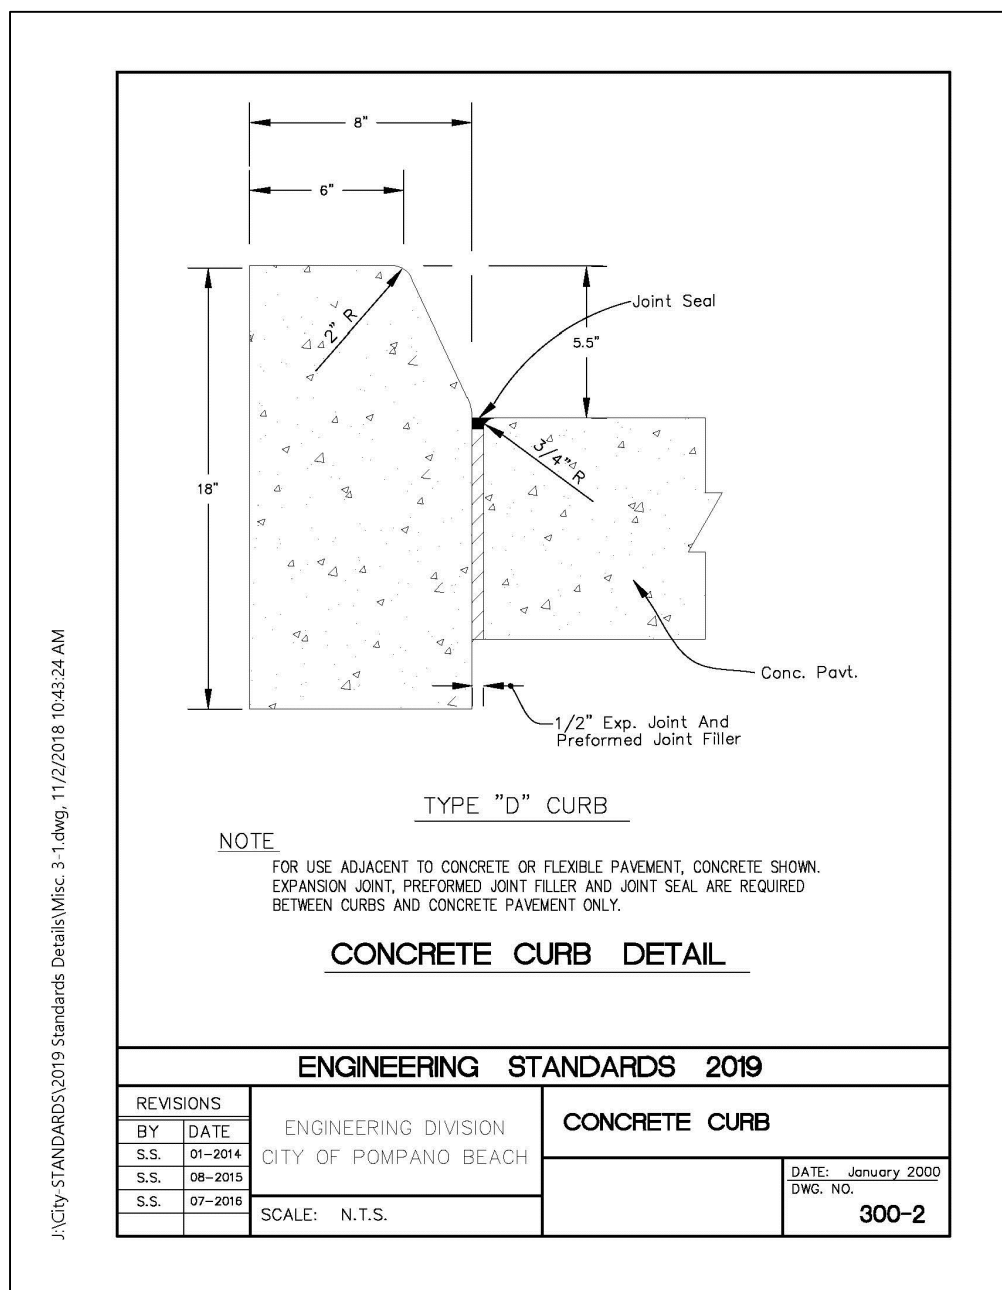 8"
6"
2" R
Joint Seal
5.5"
3/4" R
18"
Conc. Pavt.
1/2" Exp. Joint And
Preformed Joint Filler
TYPE "D" CURB
NOTE
FOR USE ADJACENT TO CONCRETE OR FLEXIBLE PAVEMENT, CONCRETE SHOWN.
EXPANSION JOINT, PREFORMED JOINT FILLER AND JOINT SEAL ARE REQUIRED
BETWEEN CURBS AND CONCRETE PAVEMENT ONLY.
CONCRETE CURB DETAIL
ENGINEERING STANDARDS 2019
REVISIONS
BY DATE
S.S. 01-2014
S.S. 08-2015
S.S. 07-2016
ENGINEERING DIVISION
CITY OF POMPANO BEACH
SCALE: N.T.S.
CONCRETE CURB
DATE: January 2000
DWG. NO.
300-2
J:\City-STANDARDS\2019 Standards Details\Misc. 3-1.dwg, 11/2/2018 10:43:24 AM